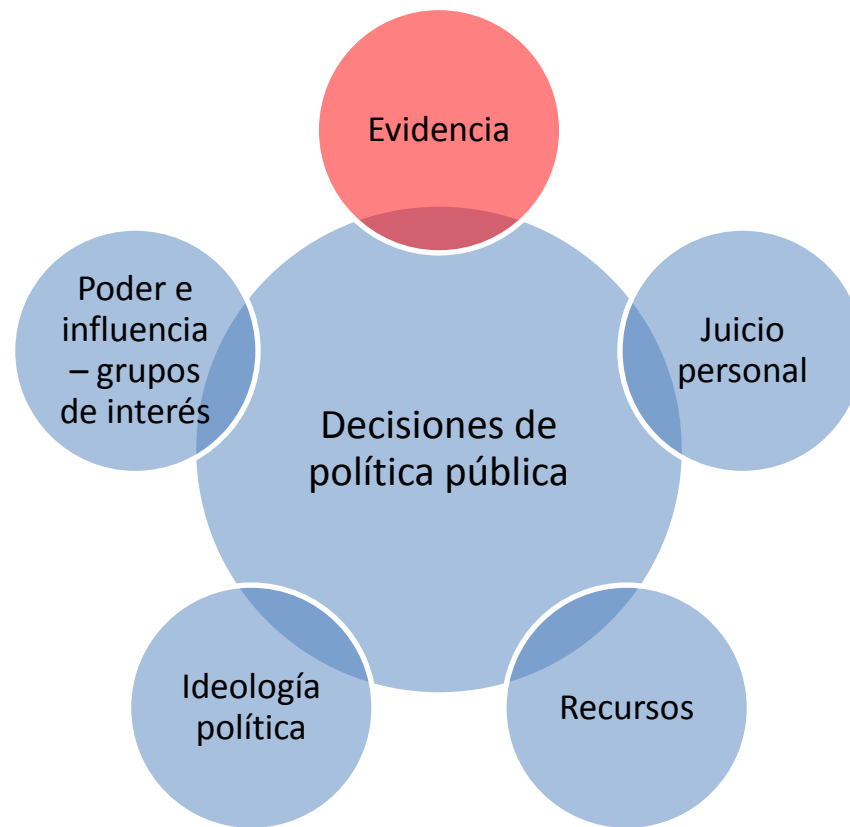 Evidencia
Poder e
influencia
– grupos
de interés
Juicio
personal
Decisiones de
política pública
Ideología
política
Recursos